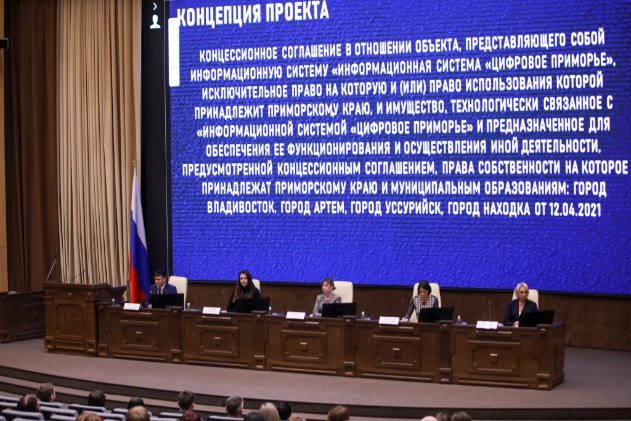 КОНЦЕПЦИЯ ПРОЕКТА
КОНЦЕССИОННОЕ СОГЛАШЕНИЕ В ОТНОШЕНИИ ОБЪЕКТА, ПРЕДСТАВЛЯЮЩЕГО СОБОЙ
ИНФОРМАЦИОННУЮ СИСТЕМУ «ИНФОРМАЦИОННАЯ СИСТЕМА «ЦИФРОВОЕ ПРИМОРЬЕ»,
ИСКЛЮЧИТЕЛЬНОЕ ПРАВО НА КОТОРУЮ И (ИЛИ) ПРАВО ИСПОЛЬЗОВАНИЯ КОТОРОЙ
ПРИНАДЛЕЖИТ ПРИМОРСКОМУ КРАЮ, И ИМУЩЕСТВО, ТЕХНОЛОГИЧЕСКИ СВЯЗАННОЕ С
«ИНФОРМАЦИОННОЙ СИСТЕМОЙ «ЦИФРОВОЕ ПРИМОРЬЕ» И ПРЕДНАЗНАЧЕННОЕ ДЛЯ
ОБЕСПЕЧЕНИЯ ЕЕ ФУНКЦИОНИРОВАНИЯ И ОСУЩЕСТВЛЕНИЯ ИНОЙ ДЕЯТЕЛЬНОСТИ,
ПРЕДУСМОТРЕННОЙ КОНЦЕССИОННЫМ СОГЛАШЕНИЕМ, ПРАВА СОБСТВЕННОСТИ НА КОТОРОЕ
ПРИНАДЛЕЖАТ ПРИМОРСКОМУ КРАЮ И МУНИЦИПАЛЬНЫМ ОБРАЗОВАНИЯМ: ГОРОД
ВЛАДИВОСТОК, ГОРОД АРТЕМ, ГОРОД УССУРИЙСК, ГОРОД НАХОДКА ОТ 12.04.2021